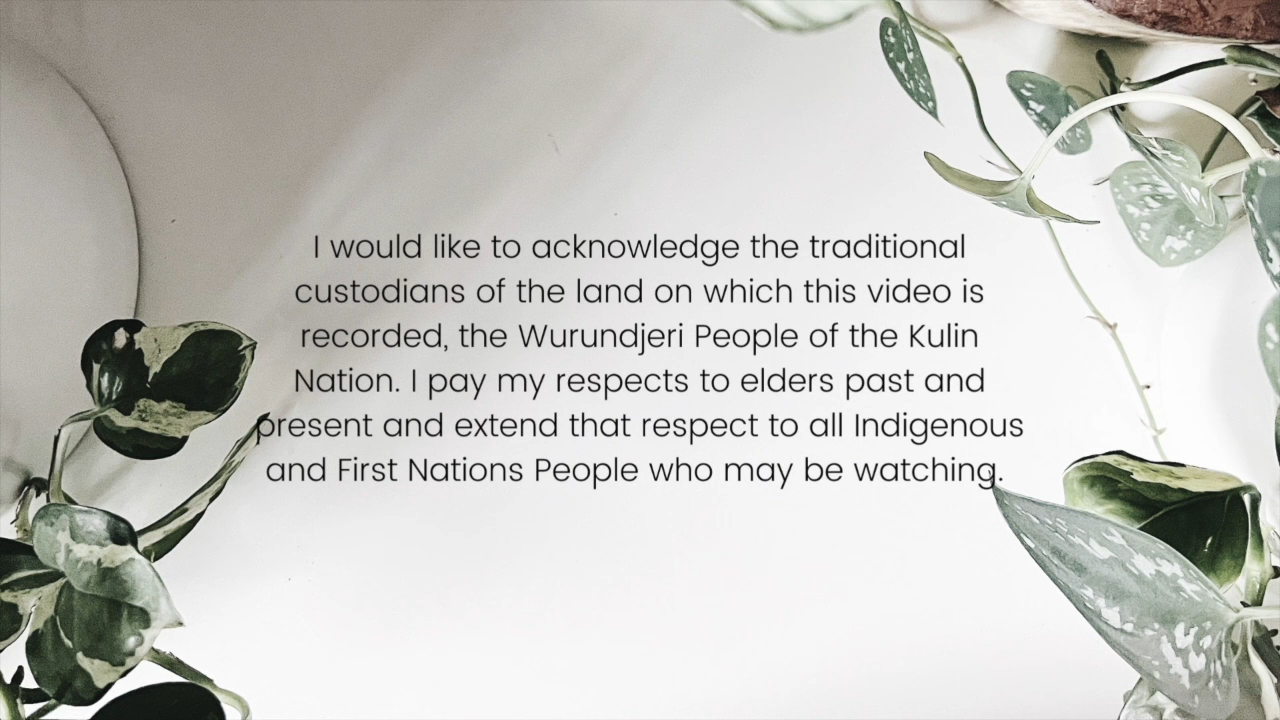 I would like to acknowledge the traditional
custodians of the land on which this video is
recorded, the Wurundjeri People of the Kulin
Nation. I pay my respects to elders past and
present and extend that respect to all Indigenous
and First Nations People who may be watching.